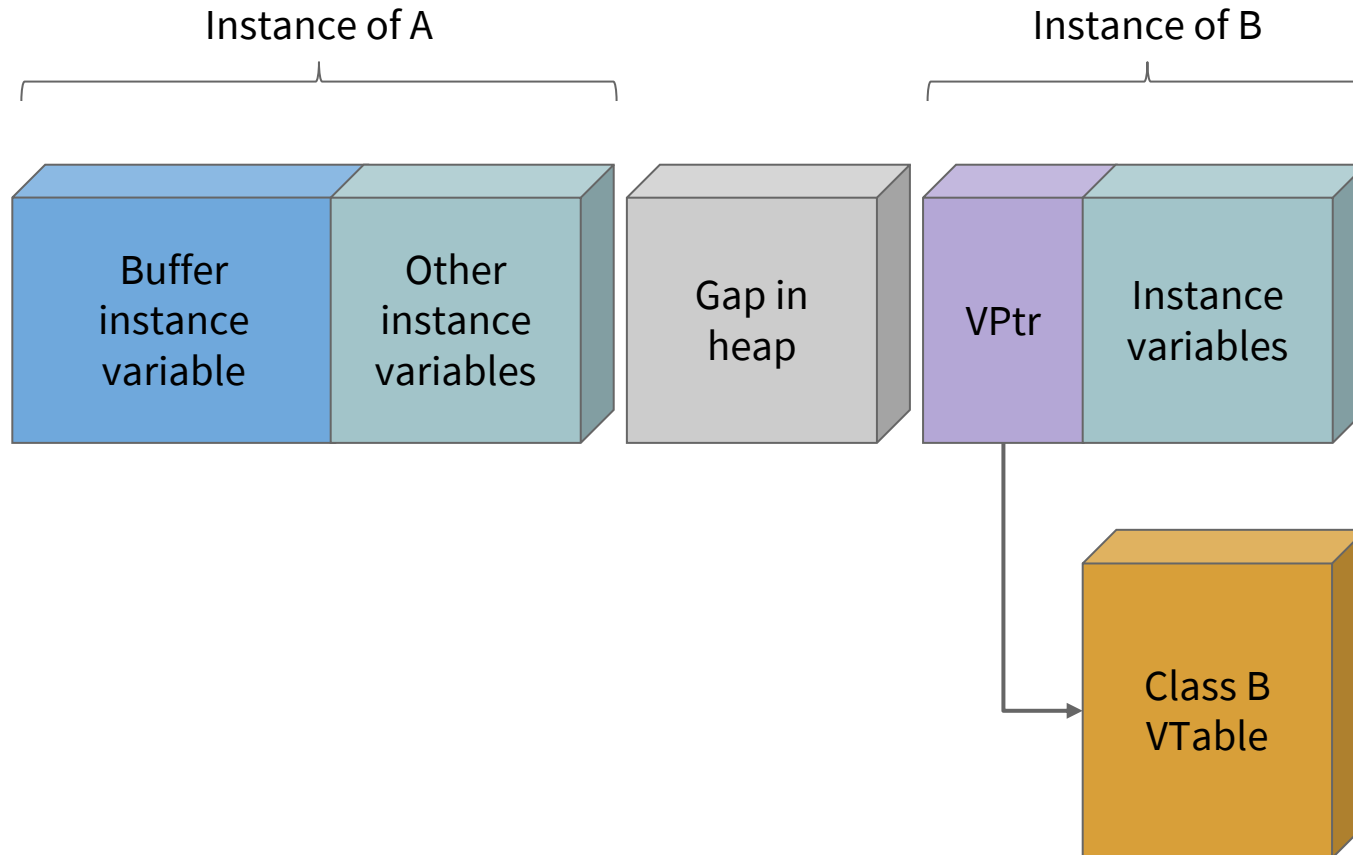 Instance of A
Instance of B
Buffer
instance
variable
Other
instance
variables
Gap in
heap
VPtr
Instance
variables
Class B
VTable